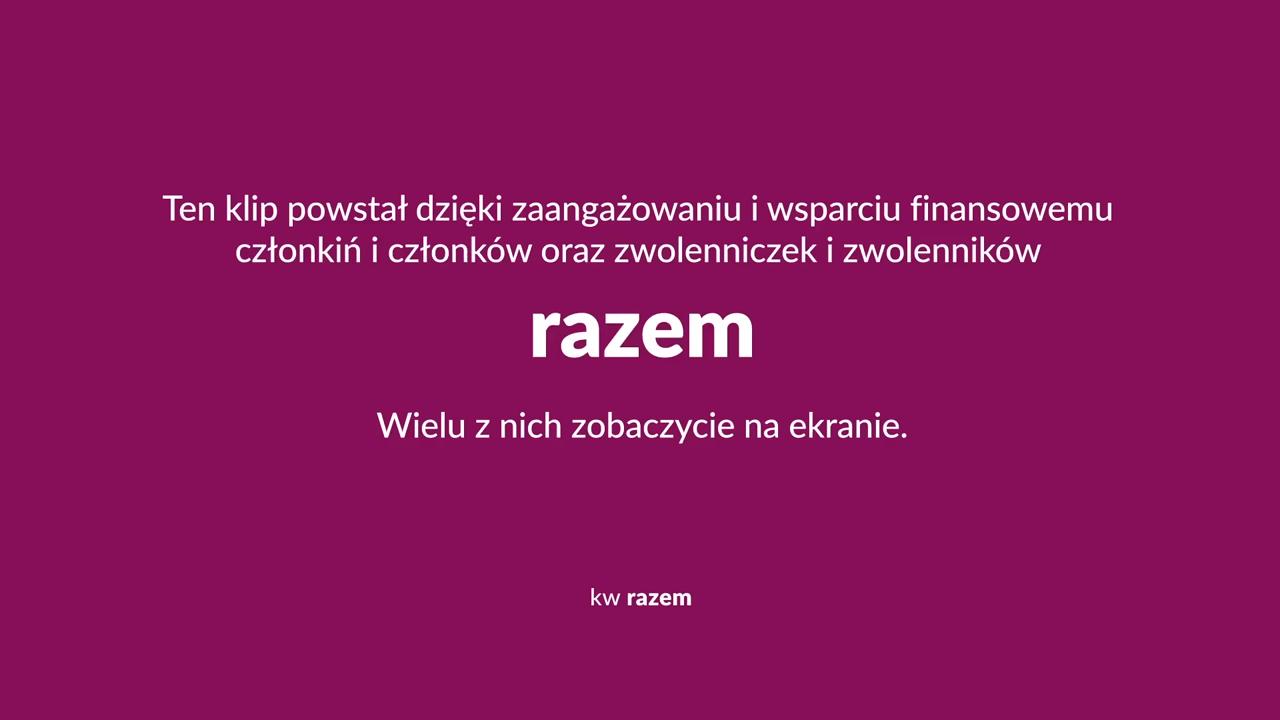 Ten klip powstał dzięki zaangażowaniu i wsparciu finansowemu
członkiń i członków oraz zwolenniczek i zwolenników
razem
Wielu z nich zobaczycie na ekranie.
kw razem